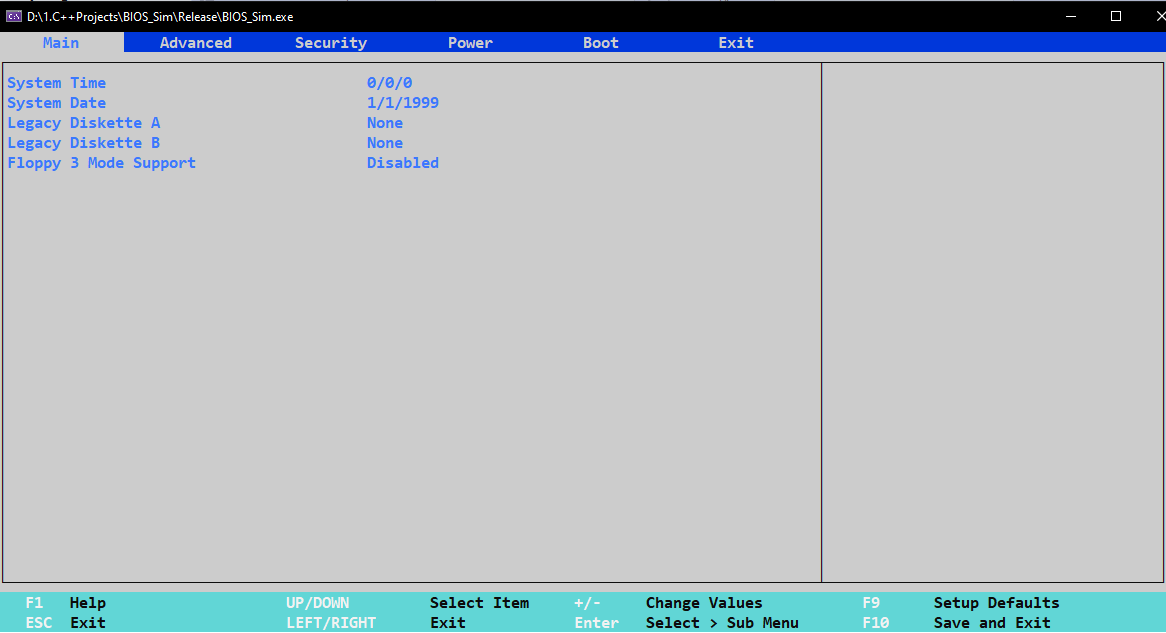 D:\1.C++Projects\BIOS_Sim\Release\BIOS_Sim.exe
Main Advanced Security Power Boot Exit
System Time 0/0/0
System Date 1/1/1999
Legacy Diskette A None
Legacy Diskette B None
Floppy 3 Mode Support Disabled
F1 Help UP/DOWN Select Item +/- Change Values F9 Setup Defaults
ESC Exit LEFT/RIGHT Exit Enter Select > Sub Menu F10 Save and Exit